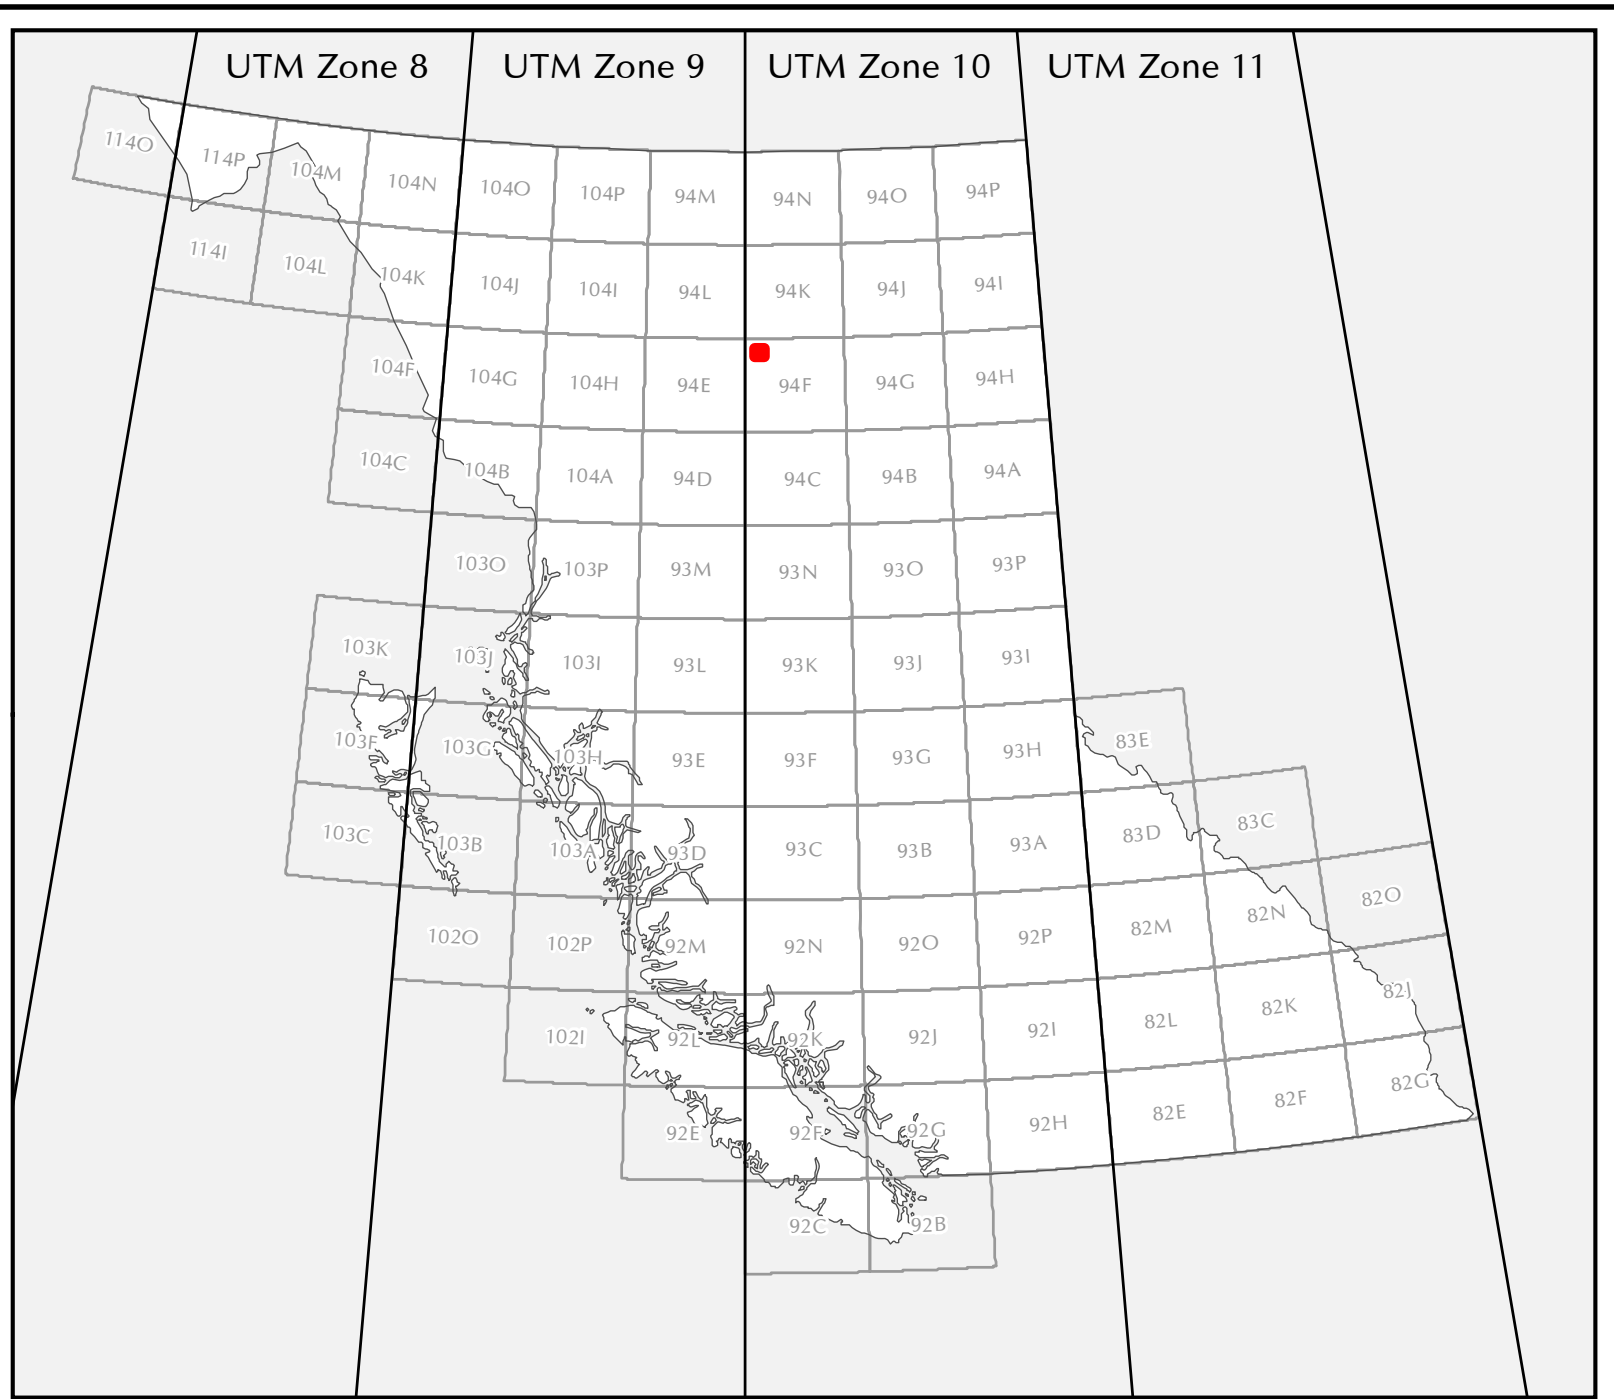 UTM Zone 8 UTM Zone 9 UTM Zone 10 UTM Zone 11
114O 114P 104M 104N 104O 104P 94M 94N 94O 94P
114I 104L 104K 104J 104I 94L 94K 94J 94I
104F 104G 104H 94E 94F 94G 94H
104C 104B 104A 94D 94C 94B 94A
103O 103P 93M 93N 93O 93P
103K 103J 103I 93L 93K 93J 93I
103F 103G 103H 93E 93F 93G 93H 83E
103C 103B 103A 93D 93C 93B 93A 83D 83C
102O 102P 92M 92N 92O 92P 82M 82N 82O
102I 92L 92K 92J 92I 82L 82K 82J
92E 92F 92G 92H 82E 82F 82G
92C 92B